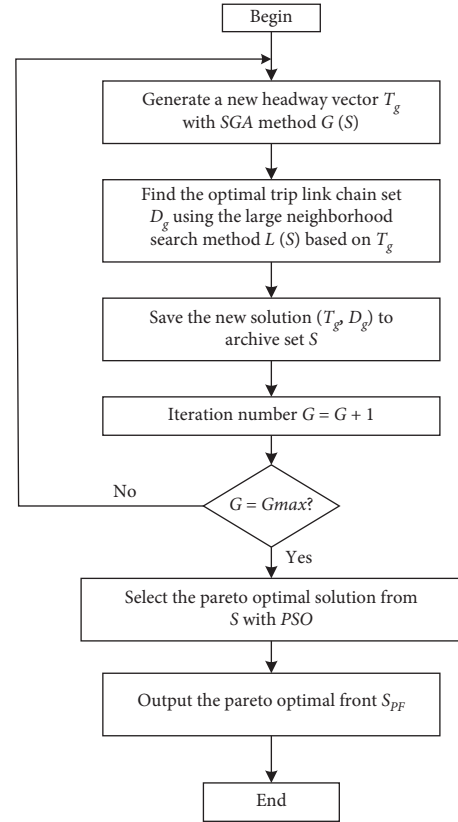 Begin
Generate a new headway vector T_g
with SGA method G (S)
Find the optimal trip link chain set
D_g using the large neighborhood
search method L (S) based on T_g
Save the new solution (T_g, D_g) to
archive set S
Iteration number G = G + 1
No
G = Gmax?
Yes
Select the pareto optimal solution from
S with PSO
Output the pareto optimal front S_PF
End